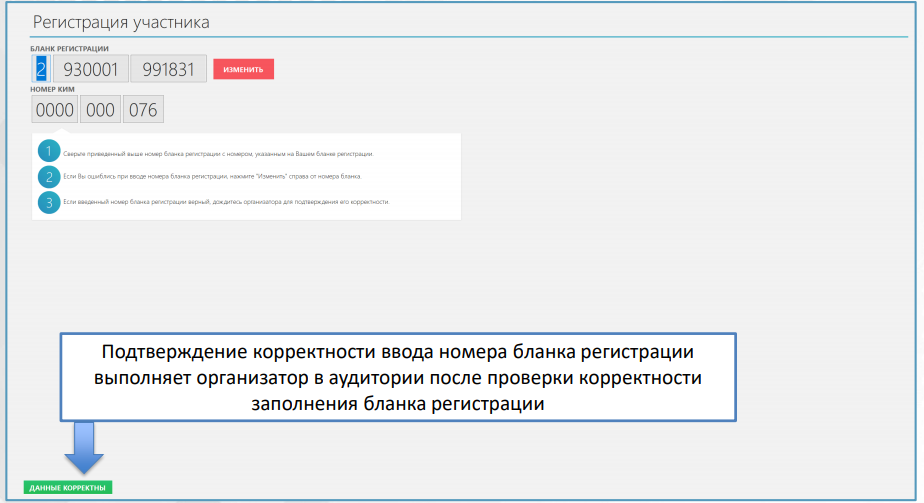 Регистрация участника
БЛАНК РЕГИСТРАЦИИ
2 930001 991831 ИЗМЕНИТЬ
НОМЕР КИМ
0000 000 076
1 Сверьте приведенный выше номер бланка регистрации с номером, указанным на Вашем бланке регистрации.
2 Если Вы ошиблись при вводе номера бланка регистрации, нажмите "Изменить" справа от номера бланка.
3 Если введенный номер бланка регистрации верный, дождитесь организатора для подтверждения его корректности.
Подтверждение корректности ввода номера бланка регистрации
выполняет организатор в аудитории после проверки корректности
заполнения бланка регистрации
ДАННЫЕ КОРРЕКТНЫ